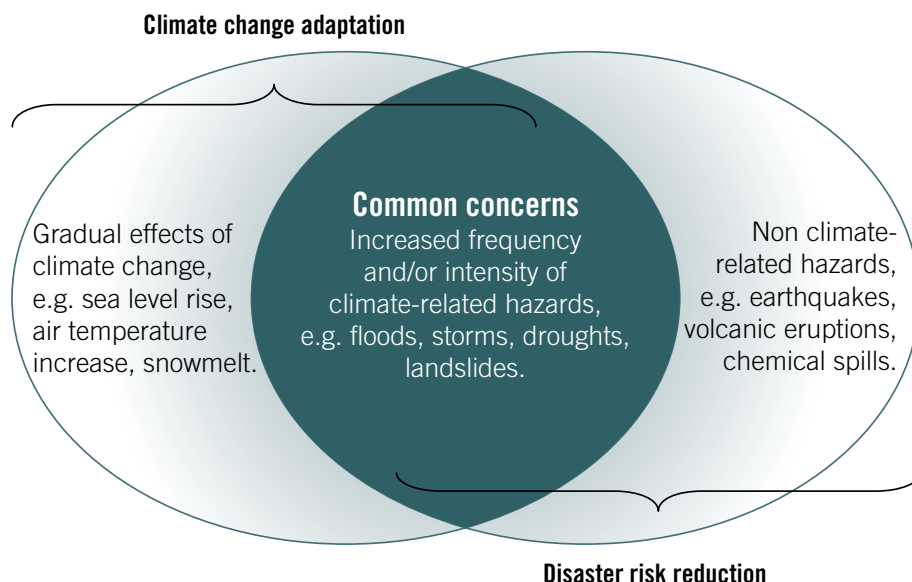 Climate change adaptation
Gradual effects of
climate change,
e.g. sea level rise,
air temperature
increase, snowmelt.
Common concerns
Increased frequency
and/or intensity of
climate-related hazards,
e.g. floods, storms, droughts,
landslides.
Non climate-
related hazards,
e.g. earthquakes,
volcanic eruptions,
chemical spills.
Disaster risk reduction